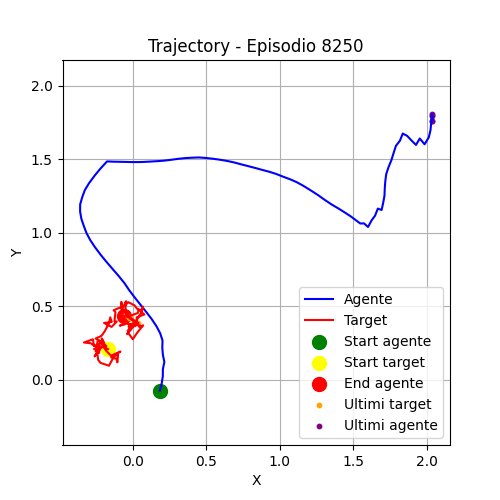 Trajectory - Episodio 8250
Y
2.0
1.5
1.0
0.5
0.0
Agente
Target
Start agente
Start target
End agente
Ultimi target
Ultimi agente
0.0 0.5 1.0 1.5 2.0
X